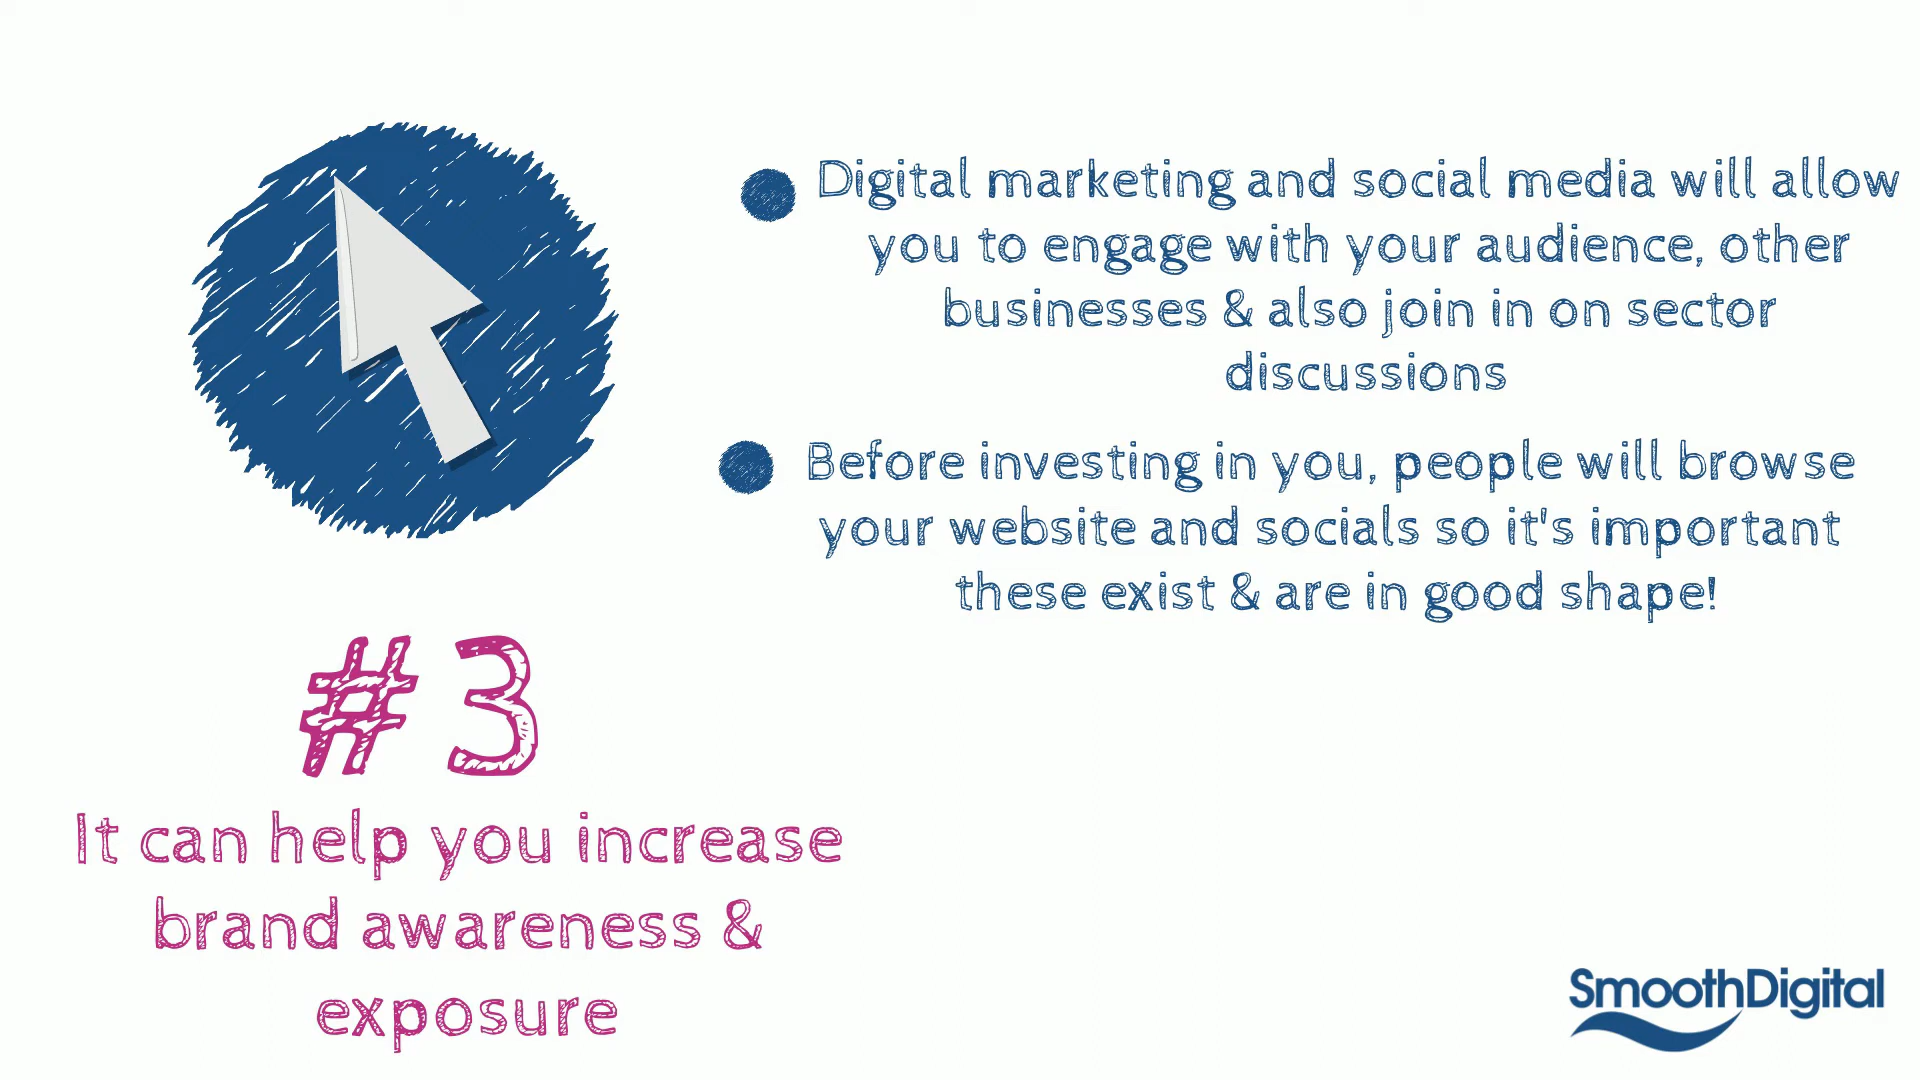 Digital marketing and social media will allow
you to engage with your audience, other
businesses & also join in on sector
discussions
Before investing in you, people will browse
your website and socials so it's important
these exist & are in good shape!
#3
It can help you increase
brand awareness &
exposure
SmoothDigital